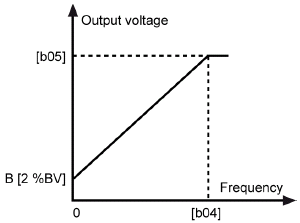 Output voltage
[b05]
B [2 %BV]
Frequency
0
[b04]